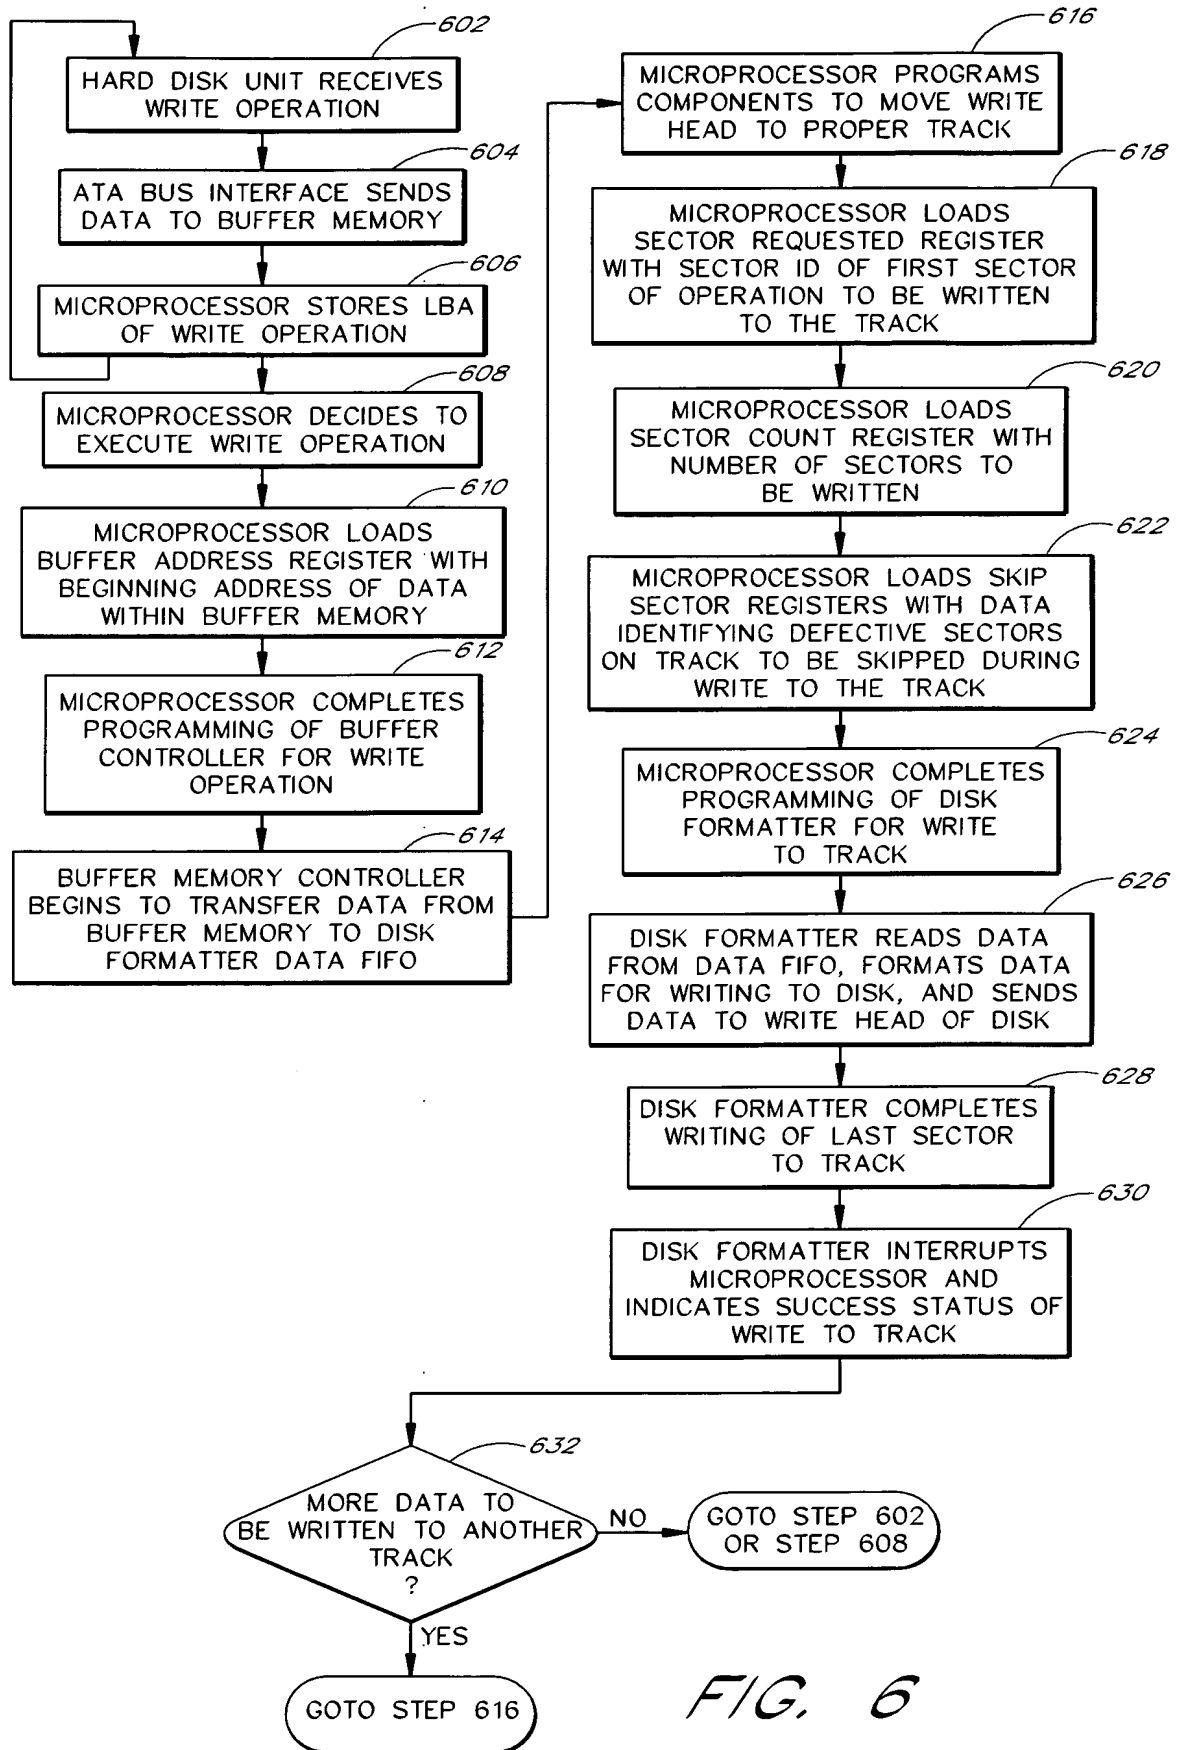 602
HARD DISK UNIT RECEIVES
WRITE OPERATION
604
ATA BUS INTERFACE SENDS
DATA TO BUFFER MEMORY
606
MICROPROCESSOR STORES LBA
OF WRITE OPERATION
608
MICROPROCESSOR DECIDES TO
EXECUTE WRITE OPERATION
610
MICROPROCESSOR LOADS
BUFFER ADDRESS REGISTER WITH
BEGINNING ADDRESS OF DATA
WITHIN BUFFER MEMORY
612
MICROPROCESSOR COMPLETES
PROGRAMMING OF BUFFER
CONTROLLER FOR WRITE
OPERATION
614
BUFFER MEMORY CONTROLLER
BEGINS TO TRANSFER DATA FROM
BUFFER MEMORY TO DISK
FORMATTER DATA FIFO
616
MICROPROCESSOR PROGRAMS
COMPONENTS TO MOVE WRITE
HEAD TO PROPER TRACK
618
MICROPROCESSOR LOADS
SECTOR REQUESTED REGISTER
WITH SECTOR ID OF FIRST SECTOR
OF OPERATION TO BE WRITTEN
TO THE TRACK
620
MICROPROCESSOR LOADS
SECTOR COUNT REGISTER WITH
NUMBER OF SECTORS TO
BE WRITTEN
622
MICROPROCESSOR LOADS SKIP
SECTOR REGISTERS WITH DATA
IDENTIFYING DEFECTIVE SECTORS
ON TRACK TO BE SKIPPED DURING
WRITE TO THE TRACK
624
MICROPROCESSOR COMPLETES
PROGRAMMING OF DISK
FORMATTER FOR WRITE
TO TRACK
626
DISK FORMATTER READS DATA
FROM DATA FIFO, FORMATS DATA
FOR WRITING TO DISK, AND SENDS
DATA TO WRITE HEAD OF DISK
628
DISK FORMATTER COMPLETES
WRITING OF LAST SECTOR
TO TRACK
630
DISK FORMATTER INTERRUPTS
MICROPROCESSOR AND
INDICATES SUCCESS STATUS OF
WRITE TO TRACK
632
MORE DATA TO
BE WRITTEN TO ANOTHER
TRACK
?
NO
GOTO STEP 602
OR STEP 608
YES
GOTO STEP 616
FIG. 6